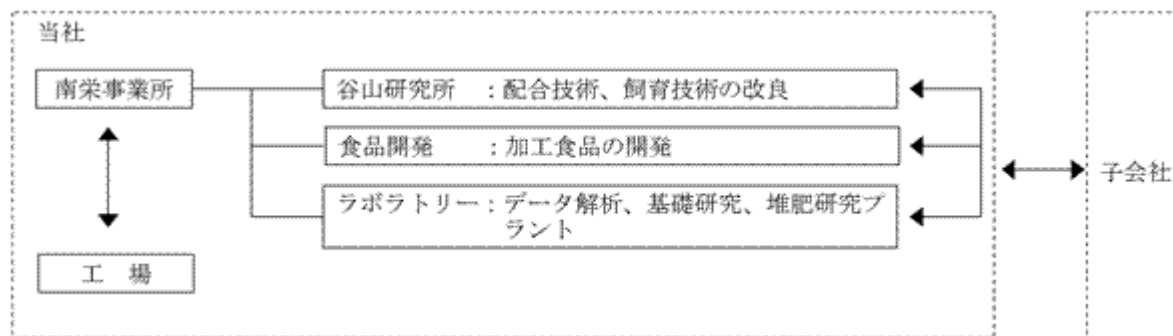 当社
南栄事業所
谷山研究所 ：配合技術、飼育技術の改良
食品開発 ：加工食品の開発
ラボラトリー：データ解析、基礎研究、堆肥研究プ
ラント
工 場
子会社